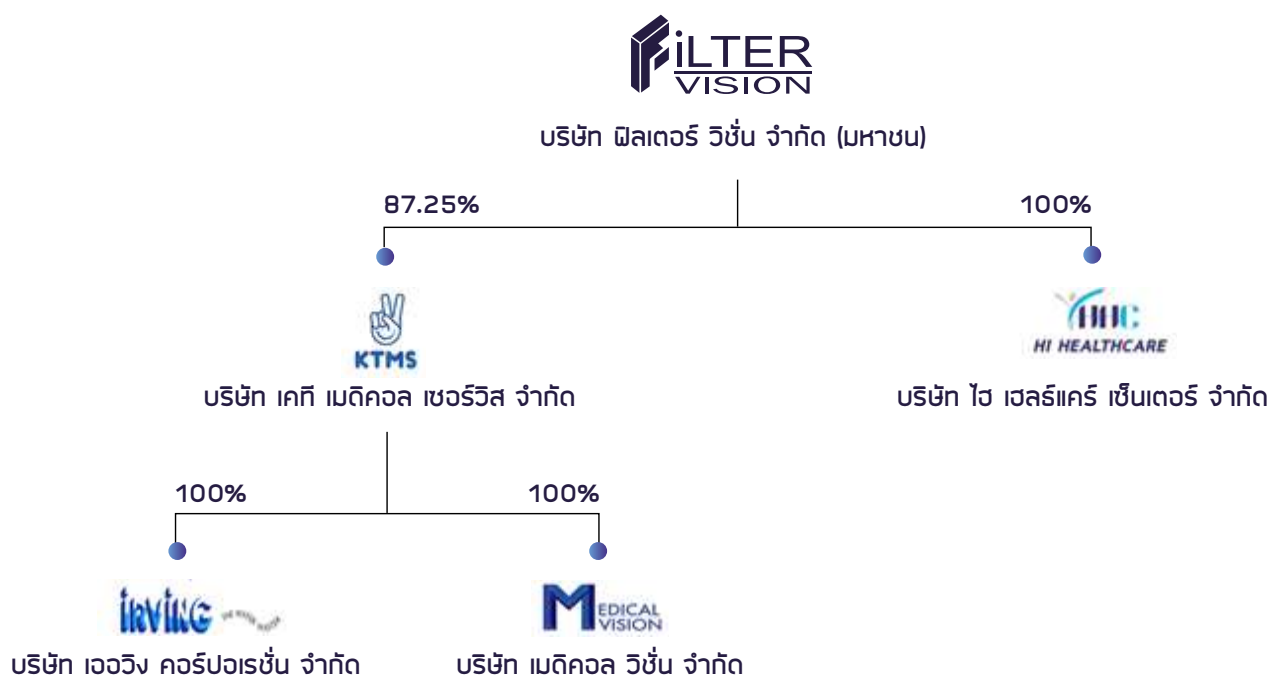 FiLTER
VISION
บริษัท ฟิลเตอร์ วิชั่น จำกัด (มหาชน)
87.25%
100%
KTMS
HHC
HI HEALTHCARE
บริษัท เคที เมดิคอล เซอร์วิส จำกัด
บริษัท ไฮ เฮลธ์แคร์ เซ็นเตอร์ จำกัด
100%
100%
iRViNG
MEDICAL
VISION
บริษัท เออวิง คอร์ปอเรชั่น จำกัด
บริษัท เมดิคอล วิชั่น จำกัด